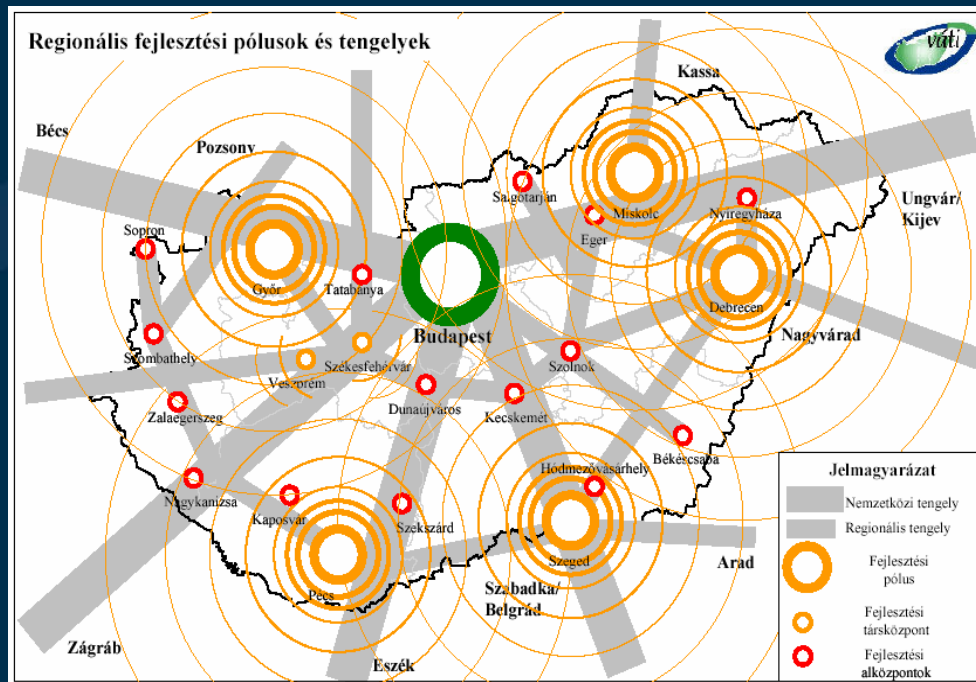 Regionális fejlesztési pólusok és tengelyek
váti
Kassa
Bécs
Pozsony
Ungvár/
Kijev
Salgótarján
Miskolc
Nyíregyháza
Eger
Sopron
Győr
Tatabánya
Debrecen
Budapest
Nagyvárad
Szombathely
Székesfehérvár
Veszprém
Szolnok
Dunaújváros
Kecskemét
Zalaegerszeg
Békéscsaba
Hódmezővásárhely
Nagykanizsa
Kaposvár
Szekszárd
Szeged
Arad
Pécs
Szabadka/
Belgrád
Zágráb
Eszék
Jelmagyarázat
Nemzetközi tengely
Regionális tengely
Fejlesztési
pólus
Fejlesztési
társközpont
Fejlesztési
alközpontok